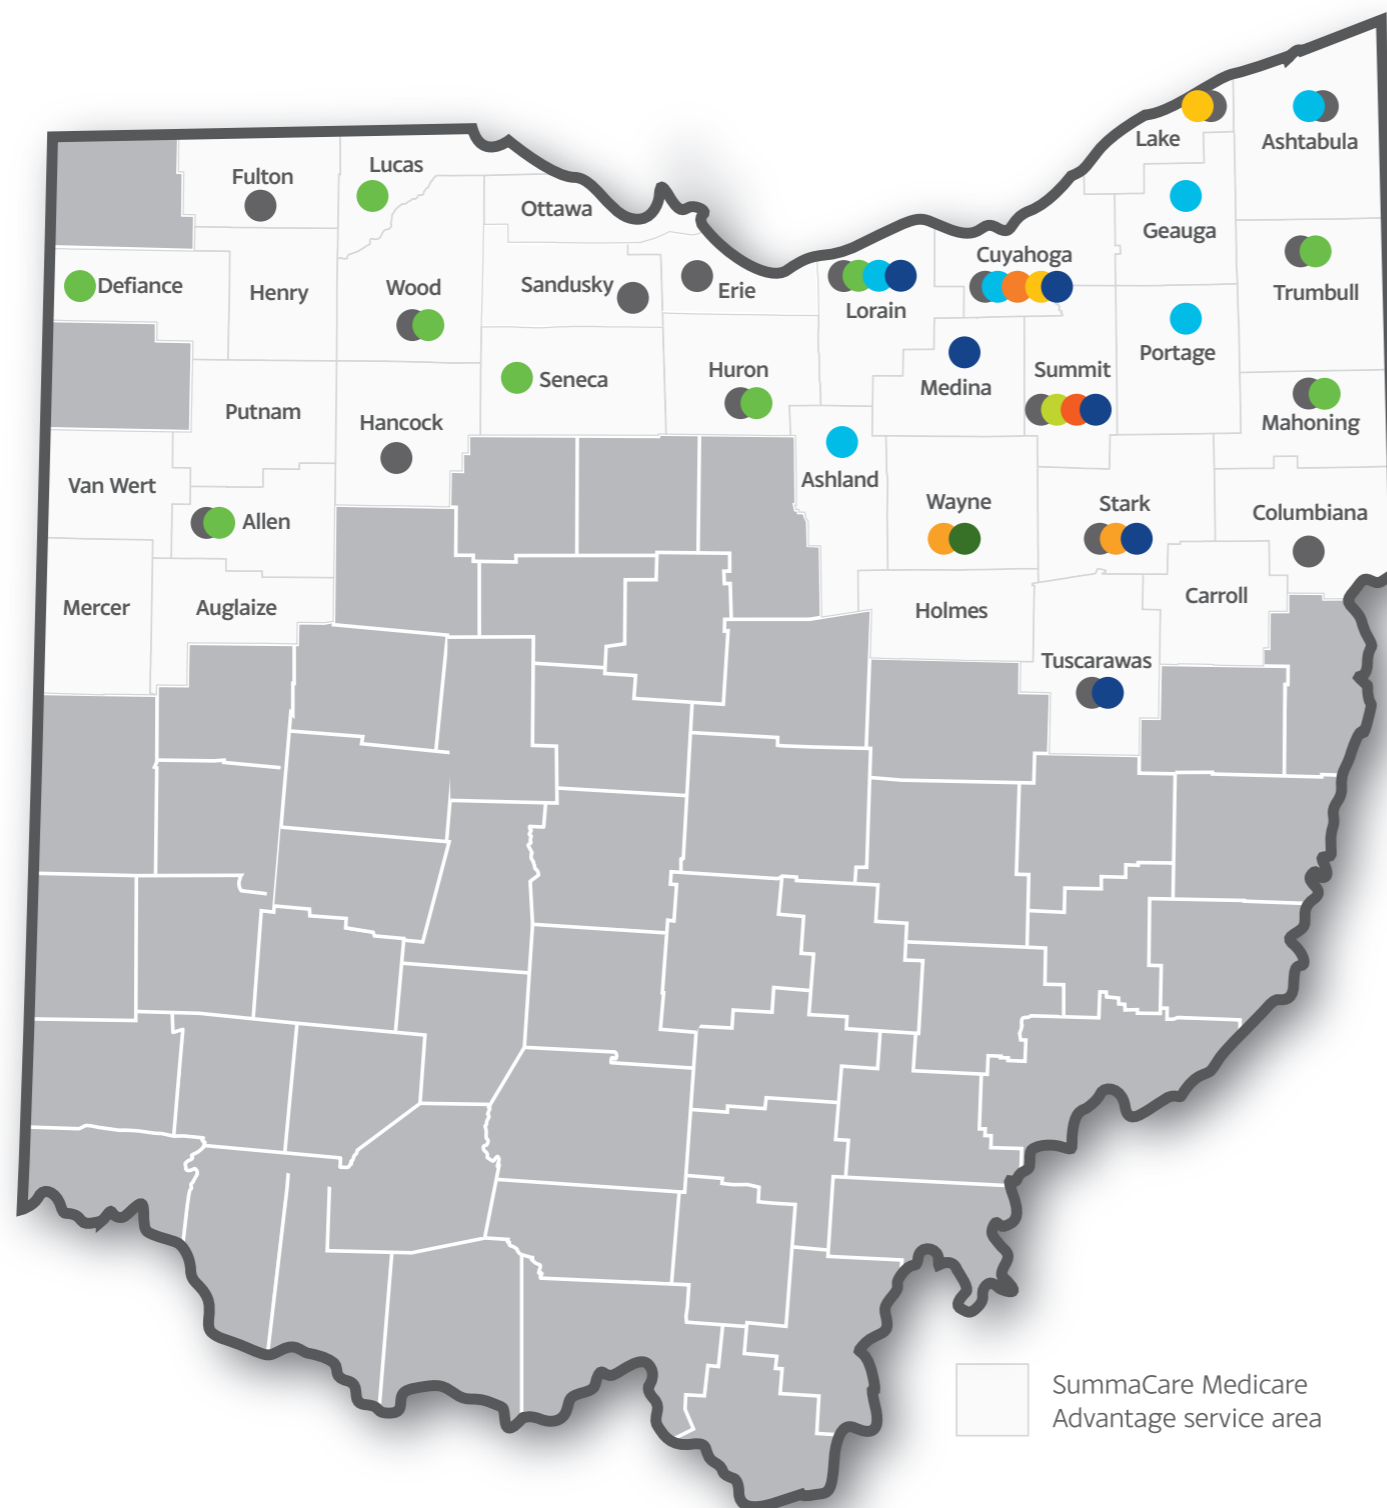 Lake
Ashtabula
Fulton
Lucas
Ottawa
Geauga
Cuyahoga
Defiance
Henry
Wood
Sandusky
Erie
Lorain
Trumbull
Portage
Medina
Summit
Seneca
Huron
Putnam
Hancock
Mahoning
Van Wert
Allen
Ashland
Wayne
Stark
Columbiana
Mercer
Auglaize
Holmes
Carroll
Tuscarawas
SummaCare Medicare
Advantage service area